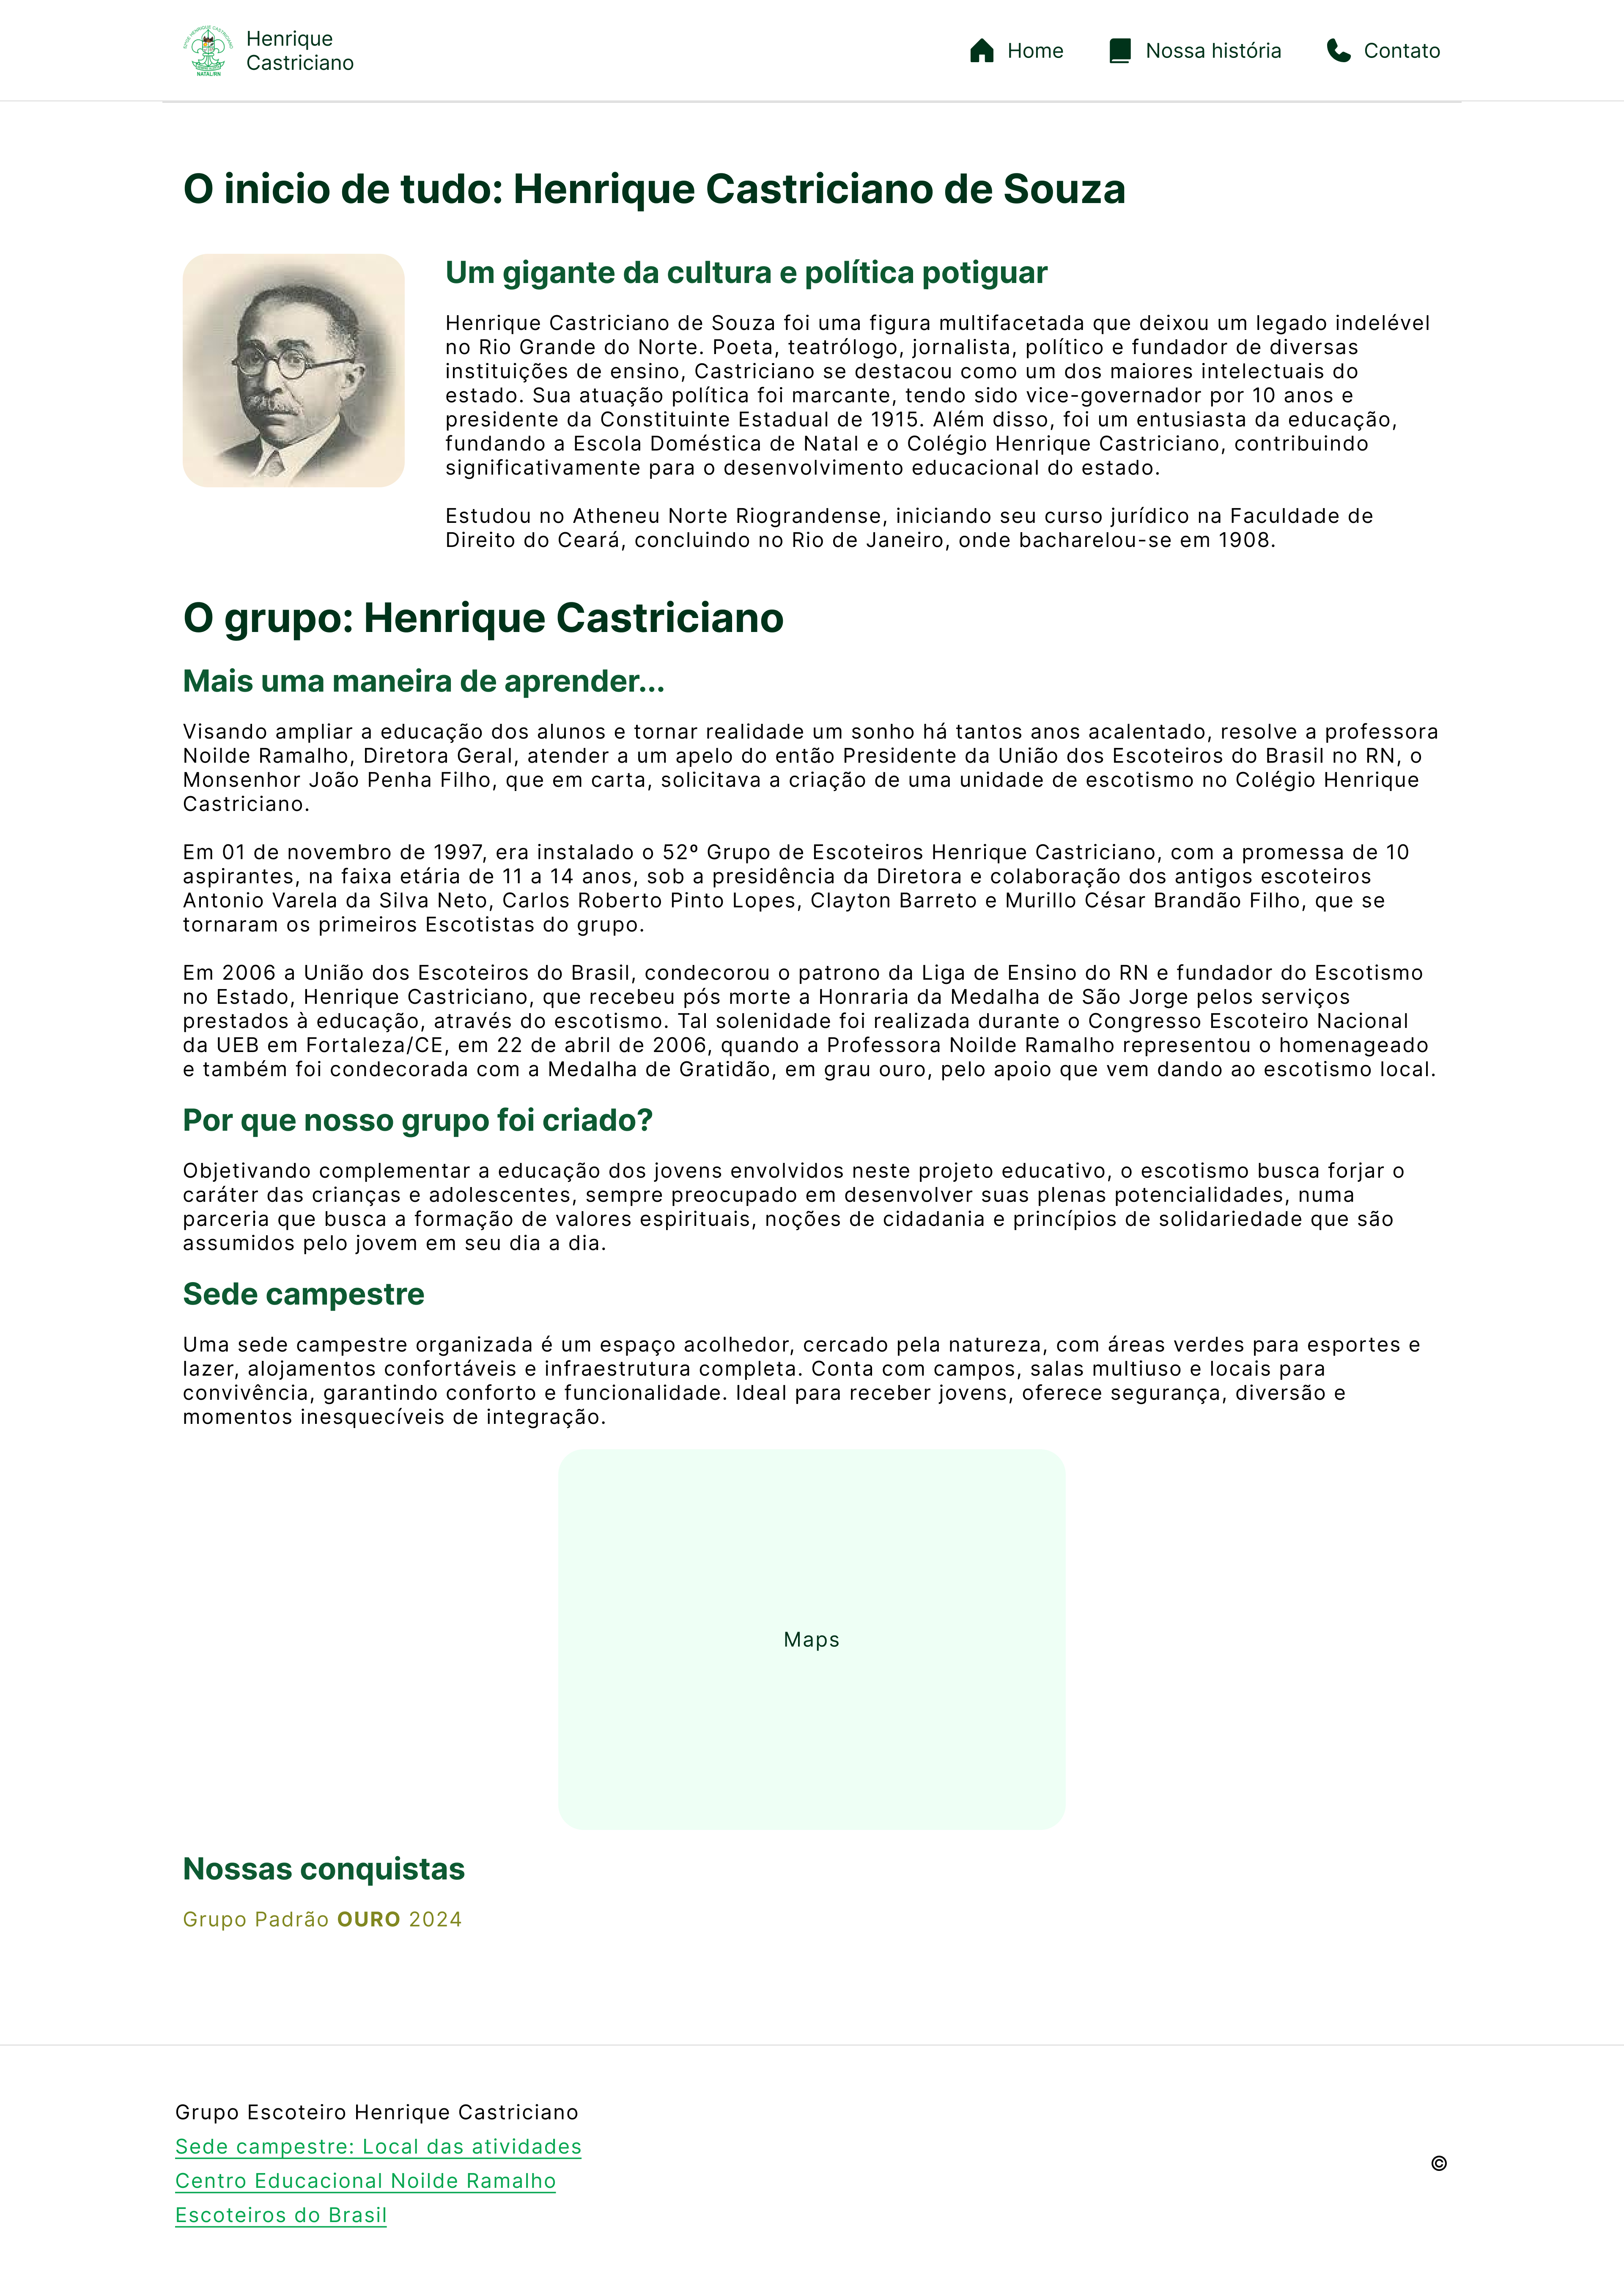 GRUPO HENRIQUE CASTRICIANO
NATAL/RN
Henrique
Castriciano
Home
Nossa história
Contato
O inicio de tudo: Henrique Castriciano de Souza
Um gigante da cultura e política potiguar
Henrique Castriciano de Souza foi uma figura multifacetada que deixou um legado indelével
no Rio Grande do Norte. Poeta, teatrólogo, jornalista, político e fundador de diversas
instituições de ensino, Castriciano se destacou como um dos maiores intelectuais do
estado. Sua atuação política foi marcante, tendo sido vice-governador por 10 anos e
presidente da Constituinte Estadual de 1915. Além disso, foi um entusiasta da educação,
fundando a Escola Doméstica de Natal e o Colégio Henrique Castriciano, contribuindo
significativamente para o desenvolvimento educacional do estado.
Estudou no Atheneu Norte Riograndense, iniciando seu curso jurídico na Faculdade de
Direito do Ceará, concluindo no Rio de Janeiro, onde bacharelou-se em 1908.
O grupo: Henrique Castriciano
Mais uma maneira de aprender...
Visando ampliar a educação dos alunos e tornar realidade um sonho há tantos anos acalentado, resolve a professora
Noilde Ramalho, Diretora Geral, atender a um apelo do então Presidente da União dos Escoteiros do Brasil no RN, o
Monsenhor João Penha Filho, que em carta, solicitava a criação de uma unidade de escotismo no Colégio Henrique
Castriciano.
Em 01 de novembro de 1997, era instalado o 52º Grupo de Escoteiros Henrique Castriciano, com a promessa de 10
aspirantes, na faixa etária de 11 a 14 anos, sob a presidência da Diretora e colaboração dos antigos escoteiros
Antonio Varela da Silva Neto, Carlos Roberto Pinto Lopes, Clayton Barreto e Murillo César Brandão Filho, que se
tornaram os primeiros Escotistas do grupo.
Em 2006 a União dos Escoteiros do Brasil, condecorou o patrono da Liga de Ensino do RN e fundador do Escotismo
no Estado, Henrique Castriciano, que recebeu pós morte a Honraria da Medalha de São Jorge pelos serviços
prestados à educação, através do escotismo. Tal solenidade foi realizada durante o Congresso Escoteiro Nacional
da UEB em Fortaleza/CE, em 22 de abril de 2006, quando a Professora Noilde Ramalho representou o homenageado
e também foi condecorada com a Medalha de Gratidão, em grau ouro, pelo apoio que vem dando ao escotismo local.
Por que nosso grupo foi criado?
Objetivando complementar a educação dos jovens envolvidos neste projeto educativo, o escotismo busca forjar o
caráter das crianças e adolescentes, sempre preocupado em desenvolver suas plenas potencialidades, numa
parceria que busca a formação de valores espirituais, noções de cidadania e princípios de solidariedade que são
assumidos pelo jovem em seu dia a dia.
Sede campestre
Uma sede campestre organizada é um espaço acolhedor, cercado pela natureza, com áreas verdes para esportes e
lazer, alojamentos confortáveis e infraestrutura completa. Conta com campos, salas multiuso e locais para
convivência, garantindo conforto e funcionalidade. Ideal para receber jovens, oferece segurança, diversão e
momentos inesquecíveis de integração.
Maps
Nossas conquistas
Grupo Padrão OURO 2024
Grupo Escoteiro Henrique Castriciano
Sede campestre: Local das atividades
Centro Educacional Noilde Ramalho
Escoteiros do Brasil
©